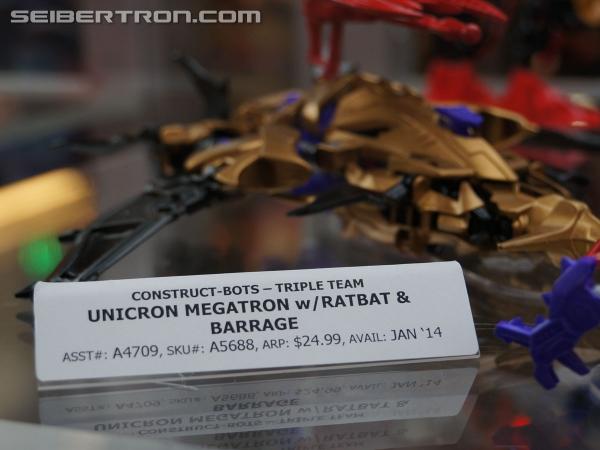 SEIBERTRON.COM
CONSTRUCT-BOTS – TRIPLE TEAM
UNICRON MEGATRON w/RATBAT &
BARRAGE
ASST#: A4709, SKU#: A5688, ARP: $24.99, AVAIL: JAN ‘14